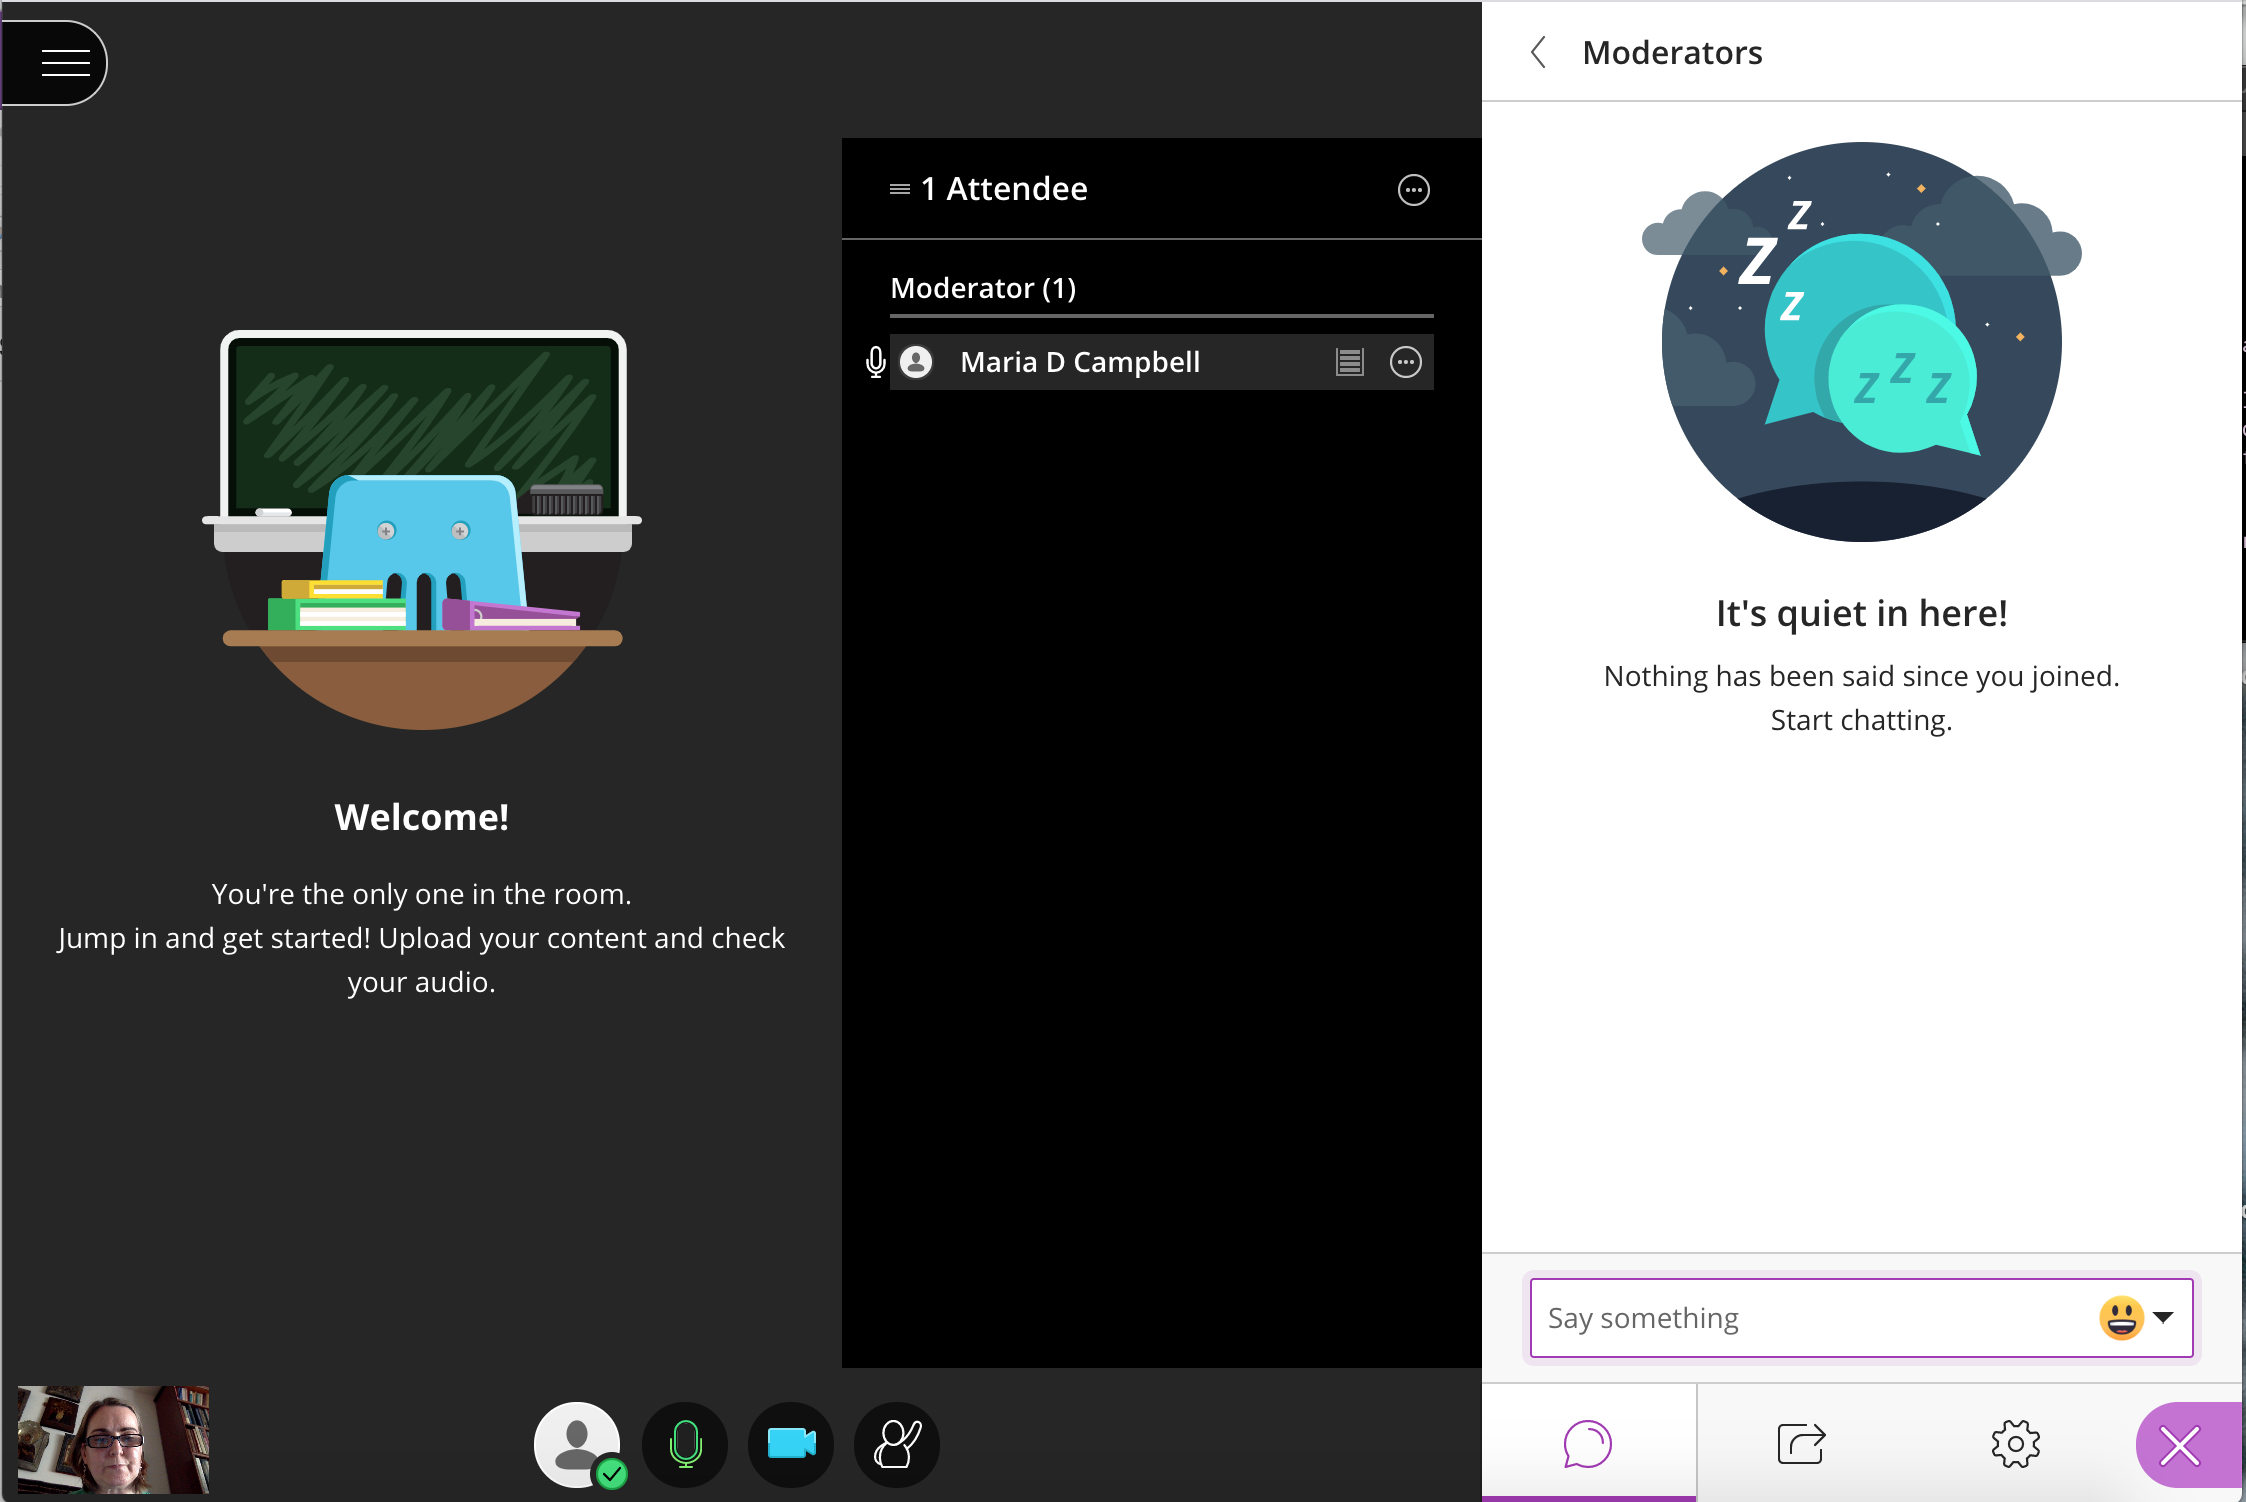 Welcome!
You're the only one in the room.
Jump in and get started! Upload your content and check
your audio.
1 Attendee
Moderator (1)
Maria D Campbell
Moderators
Z
Z
Z
Z Z Z
It's quiet in here!
Nothing has been said since you joined.
Start chatting.
Say something